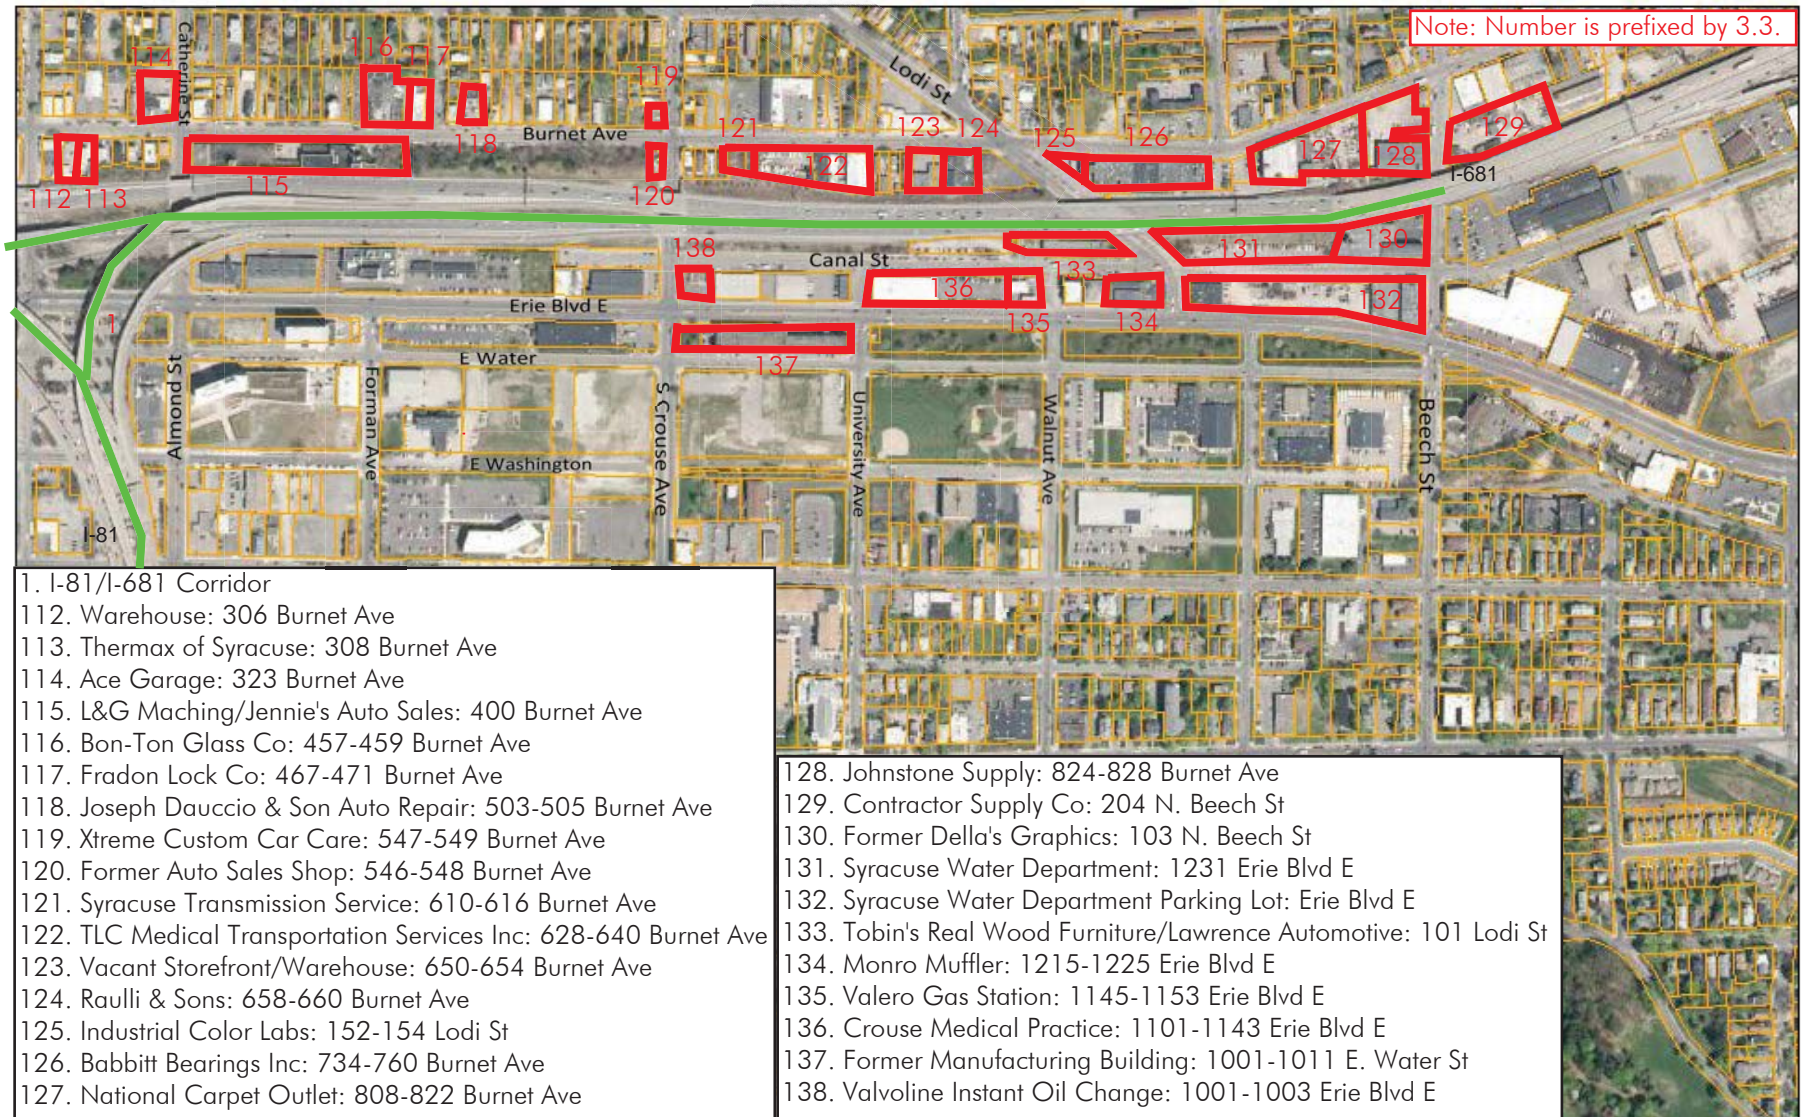 Note: Number is prefixed by 3.3.
114
Catherine St
116
117
118
119
Lodi St
Burnet Ave
121
122
123
124
125
126
127
128
129
I-681
112
113
115
120
138
Canal St
136
133
135
134
131
130
132
Erie Blvd E
137
E Water
1
Almond St
Forman Ave
S Crouse Ave
University Ave
Walnut Ave
Beech St
E Washington
I-81
1. I-81/I-681 Corridor
112. Warehouse: 306 Burnet Ave
113. Thermax of Syracuse: 308 Burnet Ave
114. Ace Garage: 323 Burnet Ave
115. L&G Maching/Jennie's Auto Sales: 400 Burnet Ave
116. Bon-Ton Glass Co: 457-459 Burnet Ave
117. Fradon Lock Co: 467-471 Burnet Ave
118. Joseph Dauccio & Son Auto Repair: 503-505 Burnet Ave
119. Xtreme Custom Car Care: 547-549 Burnet Ave
120. Former Auto Sales Shop: 546-548 Burnet Ave
121. Syracuse Transmission Service: 610-616 Burnet Ave
122. TLC Medical Transportation Services Inc: 628-640 Burnet Ave
123. Vacant Storefront/Warehouse: 650-654 Burnet Ave
124. Raulli & Sons: 658-660 Burnet Ave
125. Industrial Color Labs: 152-154 Lodi St
126. Babbitt Bearings Inc: 734-760 Burnet Ave
127. National Carpet Outlet: 808-822 Burnet Ave
128. Johnstone Supply: 824-828 Burnet Ave
129. Contractor Supply Co: 204 N. Beech St
130. Former Della's Graphics: 103 N. Beech St
131. Syracuse Water Department: 1231 Erie Blvd E
132. Syracuse Water Department Parking Lot: Erie Blvd E
133. Tobin's Real Wood Furniture/Lawrence Automotive: 101 Lodi St
134. Monro Muffler: 1215-1225 Erie Blvd E
135. Valero Gas Station: 1145-1153 Erie Blvd E
136. Crouse Medical Practice: 1101-1143 Erie Blvd E
137. Former Manufacturing Building: 1001-1011 E. Water St
138. Valvoline Instant Oil Change: 1001-1003 Erie Blvd E